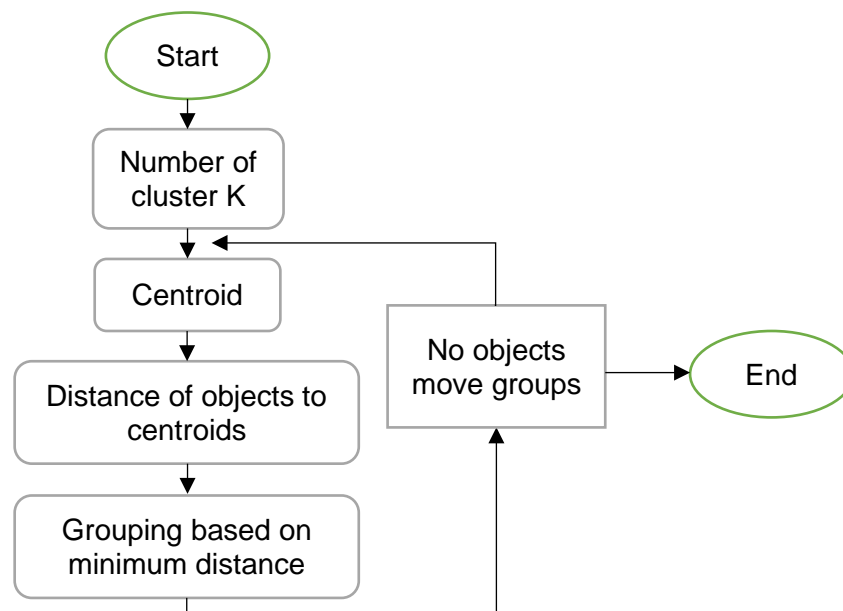 Start
Number of
cluster K
Centroid
Distance of objects to
centroids
Grouping based on
minimum distance
No objects
move groups
End